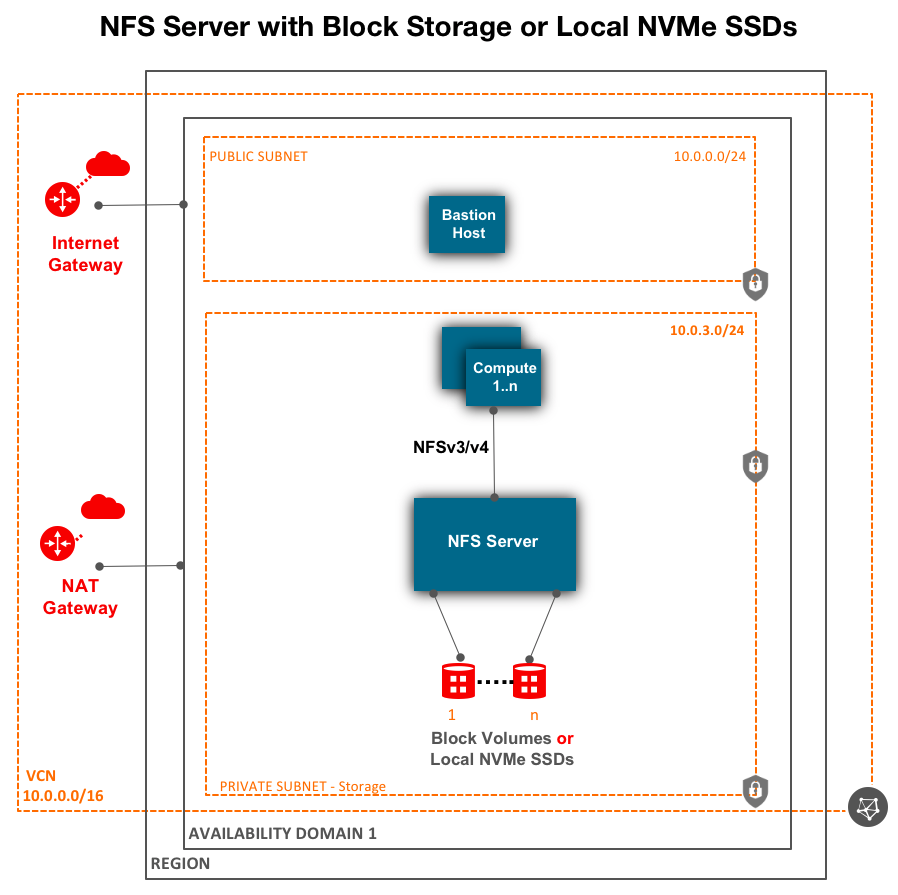 NFS Server with Block Storage or Local NVMe SSDs
PUBLIC SUBNET
10.0.0.0/24
Bastion
Host
Internet
Gateway
10.0.3.0/24
Compute
1..n
NFSv3/v4
NFS Server
NAT
Gateway
1
n
Block Volumes or
Local NVMe SSDs
VCN
10.0.0.0/16
PRIVATE SUBNET - Storage
AVAILABILITY DOMAIN 1
REGION